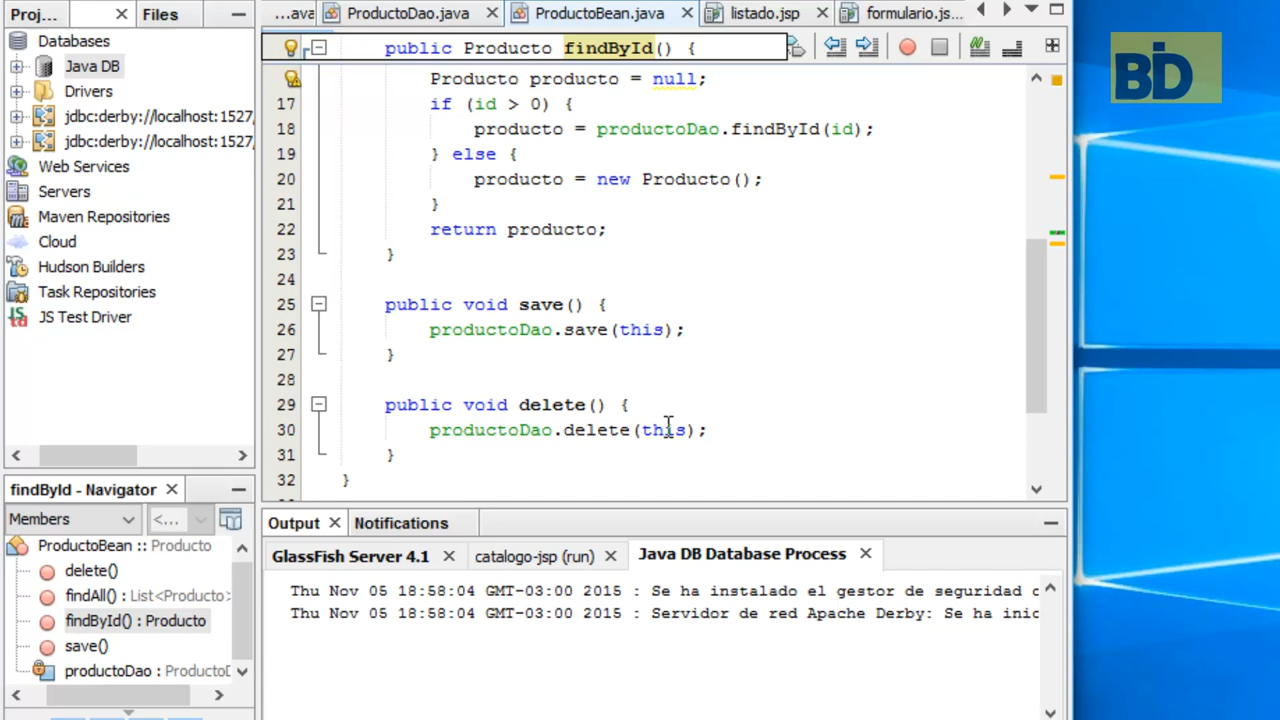 Proj...
Files
...ava
ProductoDao.java
ProductoBean.java
listado.jsp
formulario.js...
Databases
Java DB
Drivers
jdbc:derby://localhost:1527/
jdbc:derby://localhost:1527/
Web Services
Servers
Maven Repositories
Cloud
Hudson Builders
Task Repositories
JS Test Driver
public Producto findById() {
Producto producto = null;
17 if (id > 0) {
18 producto = productoDao.findById(id);
19 } else {
20 producto = new Producto();
21 }
22 return producto;
23 }
24
25 public void save() {
26 productoDao.save(this);
27 }
28
29 public void delete() {
30 productoDao.delete(this);
31 }
32 }
BID
findById - Navigator
Members
<...
ProductoBean :: Producto
delete()
findAll() : List<Producto>
findById() : Producto
save()
productoDao : ProductoD
Output
Notifications
GlassFish Server 4.1
catalogo-jsp (run)
Java DB Database Process
Thu Nov 05 18:58:04 GMT-03:00 2015 : Se ha instalado el gestor de seguridad
Thu Nov 05 18:58:04 GMT-03:00 2015 : Servidor de red Apache Derby: Se ha inic